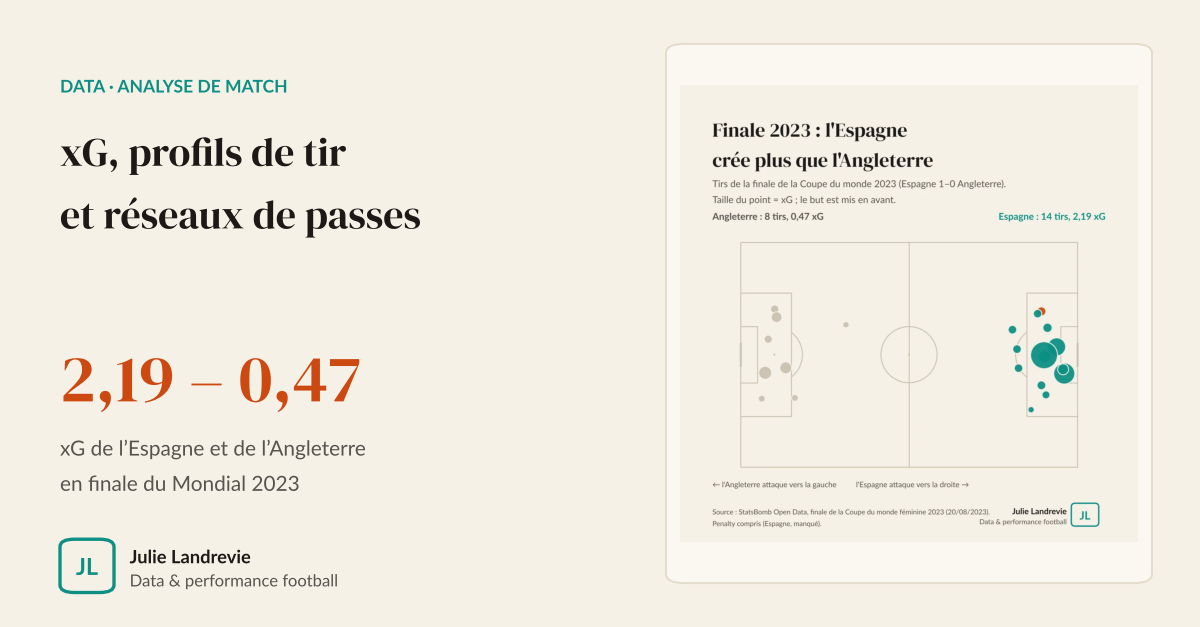 DATA · ANALYSE DE MATCH
xG, profils de tir
et réseaux de passes
2,19 – 0,47
xG de l’Espagne et de l’Angleterre
en finale du Mondial 2023
JL
Julie Landrevie
Data & performance football
Finale 2023 : l'Espagne
crée plus que l'Angleterre
Tirs de la finale de la Coupe du monde 2023 (Espagne 1–0 Angleterre).
Taille du point = xG ; le but est mis en avant.
Angleterre : 8 tirs, 0,47 xG
Espagne : 14 tirs, 2,19 xG
← l'Angleterre attaque vers la gauche
l'Espagne attaque vers la droite →
Source : StatsBomb Open Data, finale de la Coupe du monde féminine 2023 (20/08/2023).
Penalty compris (Espagne, manqué).
Julie Landrevie
Data & performance football
JL